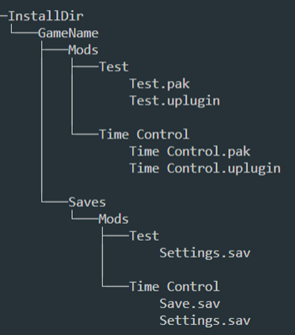 InstallDir
GameName
Mods
Test
Test.pak
Test.uplugin
Time Control
Time Control.pak
Time Control.uplugin
Saves
Mods
Test
Settings.sav
Time Control
Save.sav
Settings.sav